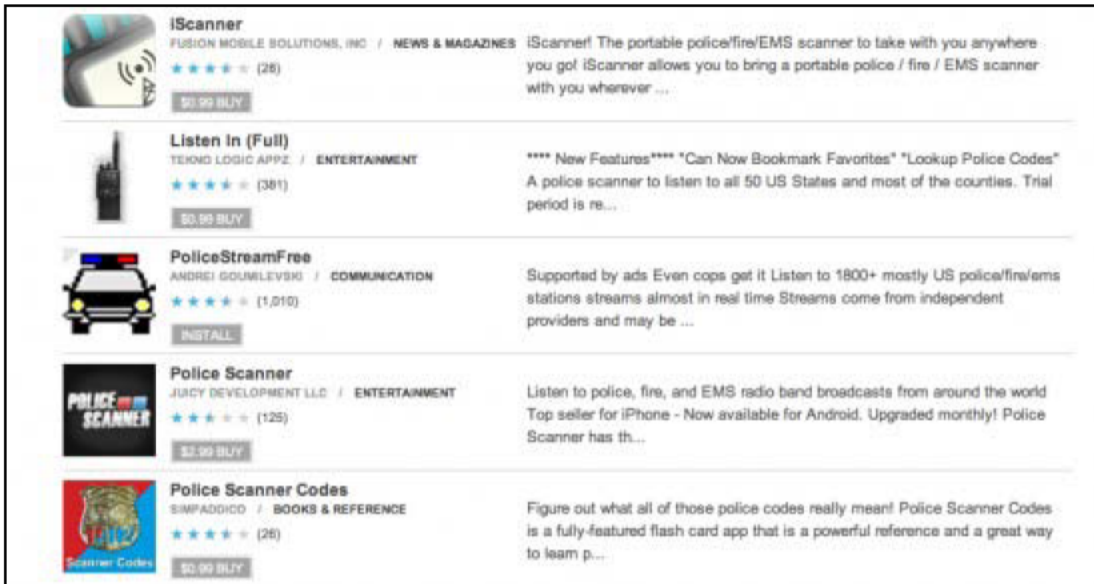 iScanner
FUSION MOBILE SOLUTIONS, INC / NEWS & MAGAZINES
(26)
$0.99 BUY
iScanner! The portable police/fire/EMS scanner to take with you anywhere
you go! iScanner allows you to bring a portable police / fire / EMS scanner
with you wherever ...
Listen In (Full)
TEKNO LOGIC APPZ / ENTERTAINMENT
(381)
$0.99 BUY
**** New Features**** "Can Now Bookmark Favorites" "Lookup Police Codes"
A police scanner to listen to all 50 US States and most of the counties. Trial
period is re...
PoliceStreamFree
ANDREI GOUMILEVSKI / COMMUNICATION
(1,010)
INSTALL
Supported by ads Even cops get it Listen to 1800+ mostly US police/fire/ems
stations streams almost in real time Streams come from independent
providers and may be ...
POLICE
SCANNER
Police Scanner
JUICY DEVELOPMENT LLC / ENTERTAINMENT
(125)
$2.99 BUY
Listen to police, fire, and EMS radio band broadcasts from around the world
Top seller for iPhone - Now available for Android. Upgraded monthly! Police
Scanner has th...
Scanner Codes
Police Scanner Codes
SIMPADDICO / BOOKS & REFERENCE
(26)
$0.99 BUY
Figure out what all of those police codes really mean! Police Scanner Codes
is a fully-featured flash card app that is a powerful reference and a great way
to learn p...